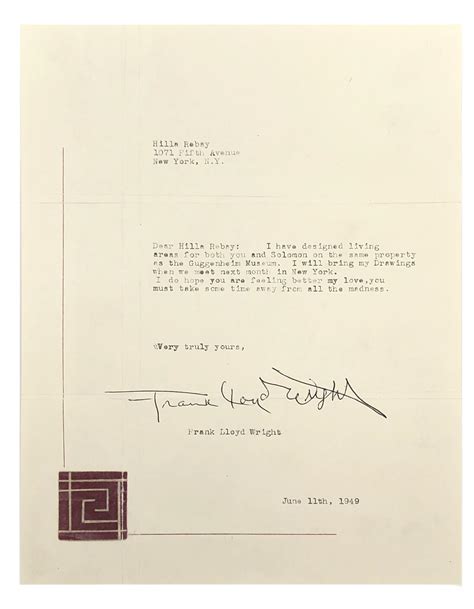 Hilla Rebay
1071 Fifth Avenue
New York, N.Y.
Dear Hilla Rebay: I have designed living
areas for both you and Solomon on the same property
as the Guggenheim Museum. I will bring my Drawings
when we meet next month in New York.
I do hope you are feeling better my love,you
must take some time away from all the madness.
Very truly yours,
Frank Lloyd Wright
Frank Lloyd Wright
June 11th, 1949